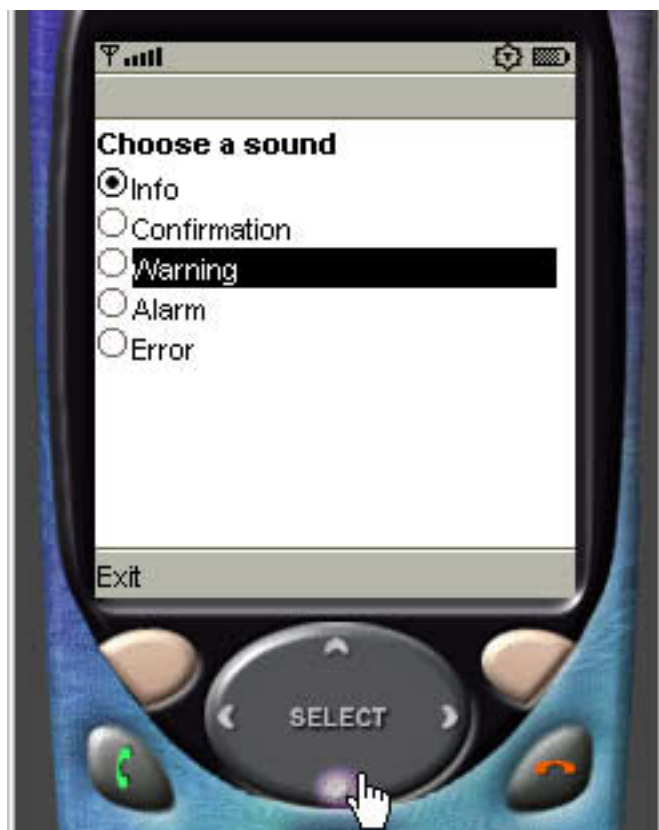 Choose a sound
Info
Confirmation
Warning
Alarm
Error
Exit
SELECT